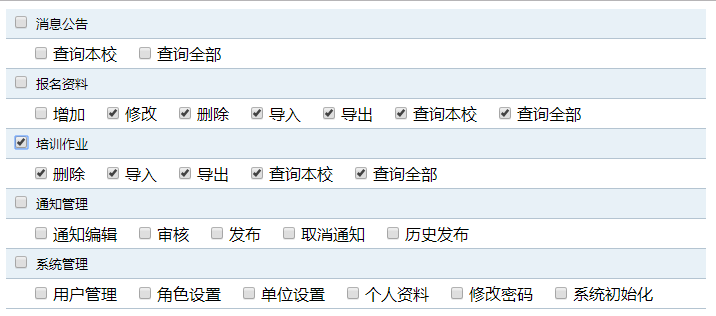 消息公告
查询本校 查询全部
报名资料
增加 修改 删除 导入 导出 查询本校 查询全部
培训作业
删除 导入 导出 查询本校 查询全部
通知管理
通知编辑 审核 发布 取消通知 历史发布
系统管理
用户管理 角色设置 单位设置 个人资料 修改密码 系统初始化